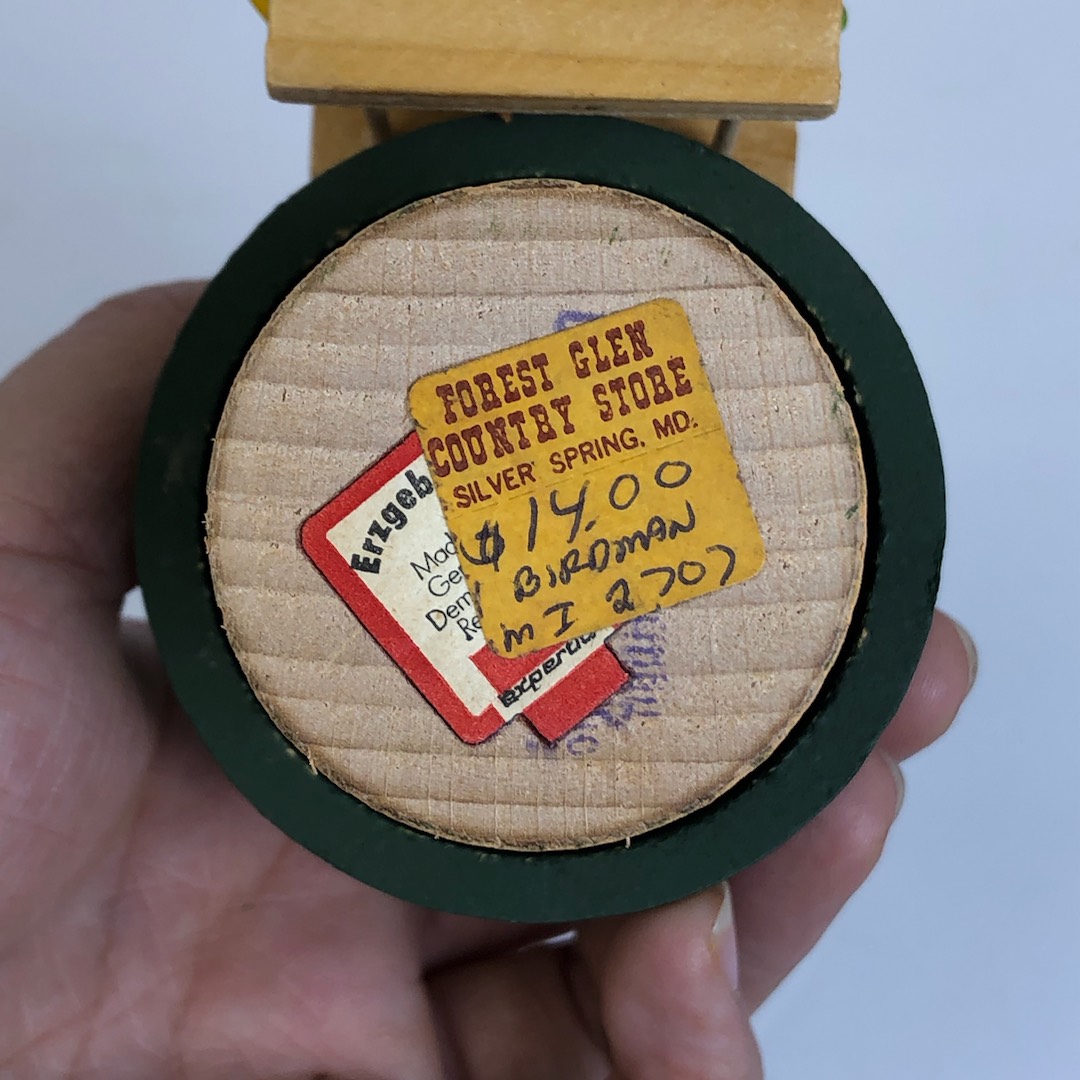 FOREST GLEN
COUNTRY STORE
SILVER SPRING, MD.
$14.00
BIRDMAN
MI 2707
Erzgeb
Mad
Ge
Dem
Re
expertic